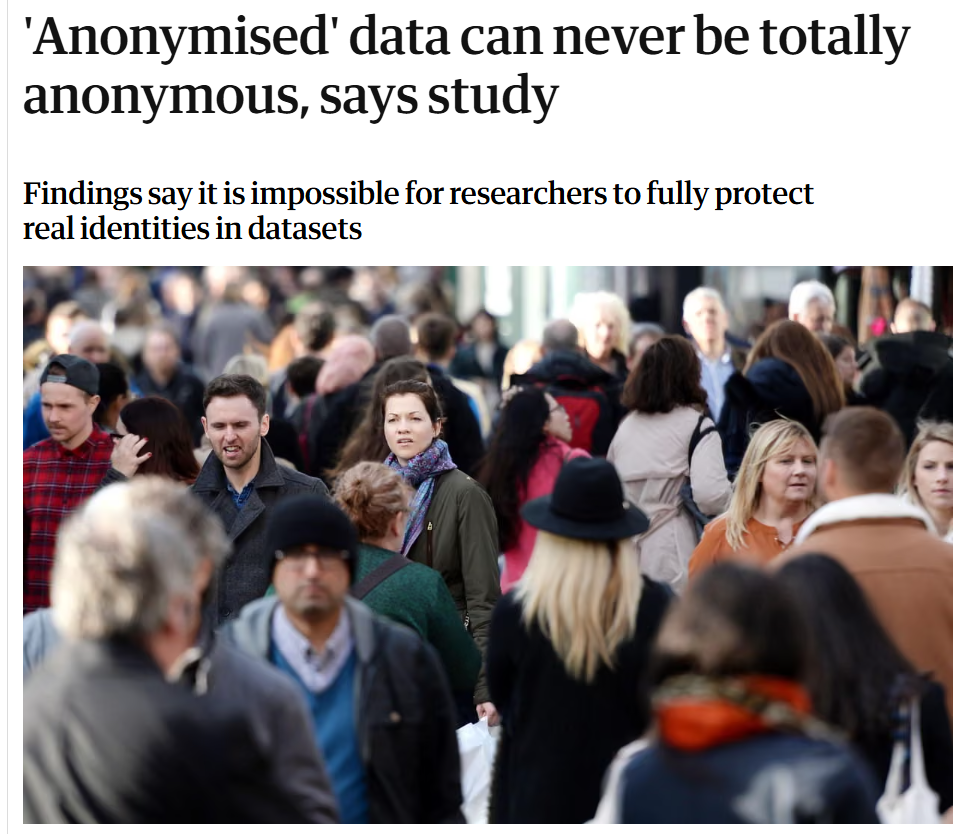 'Anonymised' data can never be totally
anonymous, says study
Findings say it is impossible for researchers to fully protect
real identities in datasets